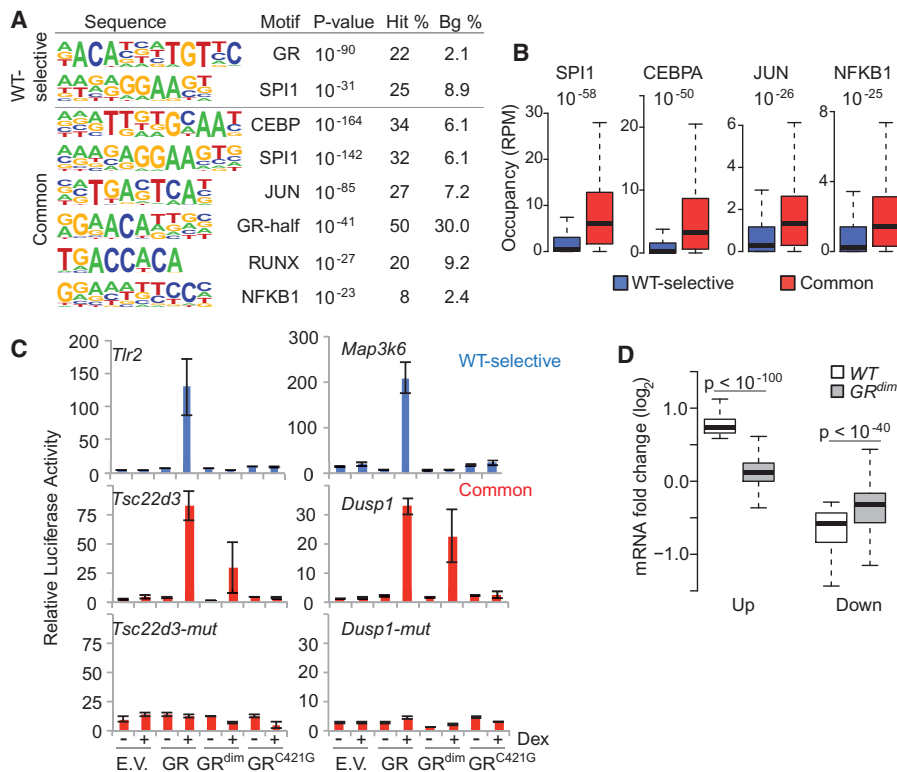 A
Sequence Motif P-value Hit % Bg %
WT-selective
GR 10-90 22 2.1
SPI1 10-31 25 8.9
Common
CEBP 10-164 34 6.1
SPI1 10-142 32 6.1
JUN 10-85 27 7.2
GR-half 10-41 50 30.0
RUNX 10-27 20 9.2
NFKB1 10-23 8 2.4
B
SPI1 CEBPA JUN NFKB1
10-58 10-50 10-26 10-25
Occupancy (RPM)
30 20 10 0
20 10 0
6 4 2 0
8 4 0
WT-selective Common
C
Relative Luciferase Activity
Tlr2
200 150 100 50 0
Map3k6
300 200 100 0
WT-selective
Tsc22d3
75 50 25 0
Dusp1
40 30 20 10 0
Common
Tsc22d3-mut
75 50 25 0
Dusp1-mut
30 20 10 0
- + - + - + - + - + - + - + - + Dex
E.V. GR GRdim GRC421G E.V. GR GRdim GRC421G
D
WT
GRdim
p < 10-100
p < 10-40
mRNA fold change (log2)
1.0
0.0
−1.0
Up Down